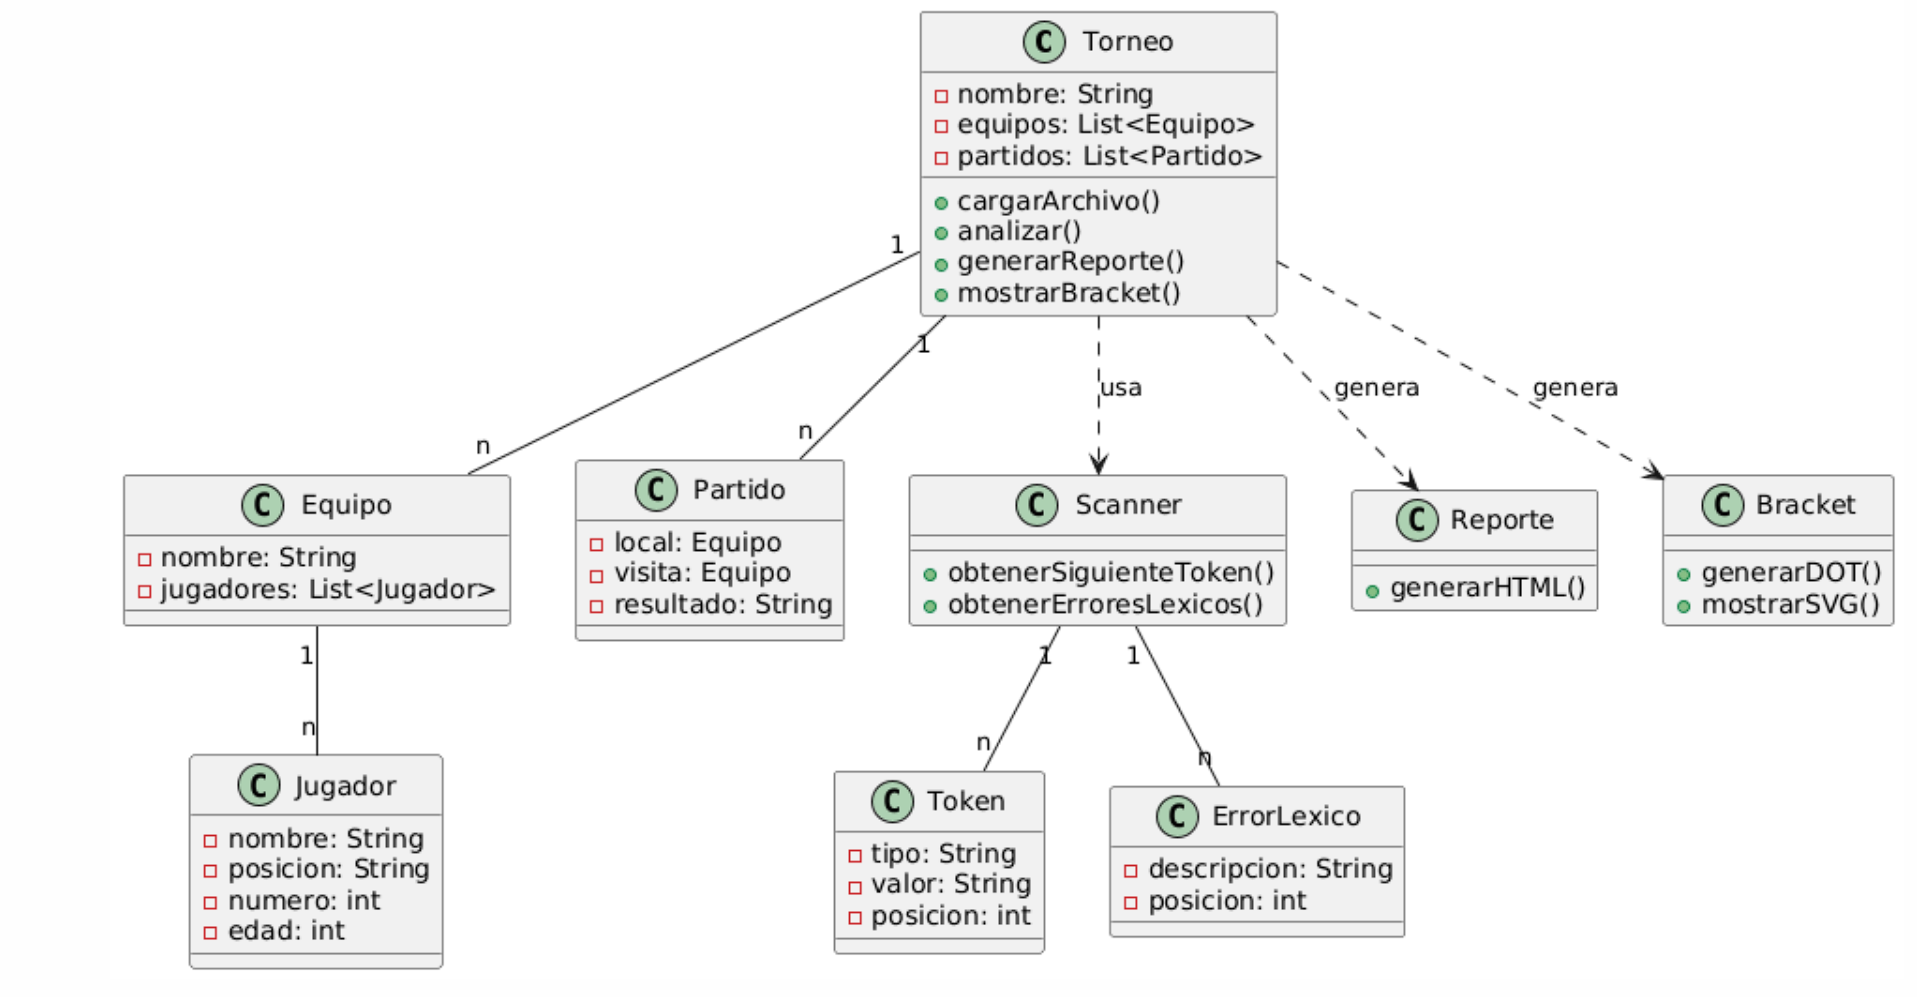 C Torneo
nombre: String
equipos: List<Equipo>
partidos: List<Partido>
cargarArchivo()
analizar()
generarReporte()
mostrarBracket()
1
1
usa
genera
genera
n
n
C Equipo
nombre: String
jugadores: List<Jugador>
C Partido
local: Equipo
visita: Equipo
resultado: String
C Scanner
obtenerSiguienteToken()
obtenerErroresLexicos()
C Reporte
generarHTML()
C Bracket
generarDOT()
mostrarSVG()
1
n
1
n
1
n
C Jugador
nombre: String
posicion: String
numero: int
edad: int
C Token
tipo: String
valor: String
posicion: int
C ErrorLexico
descripcion: String
posicion: int